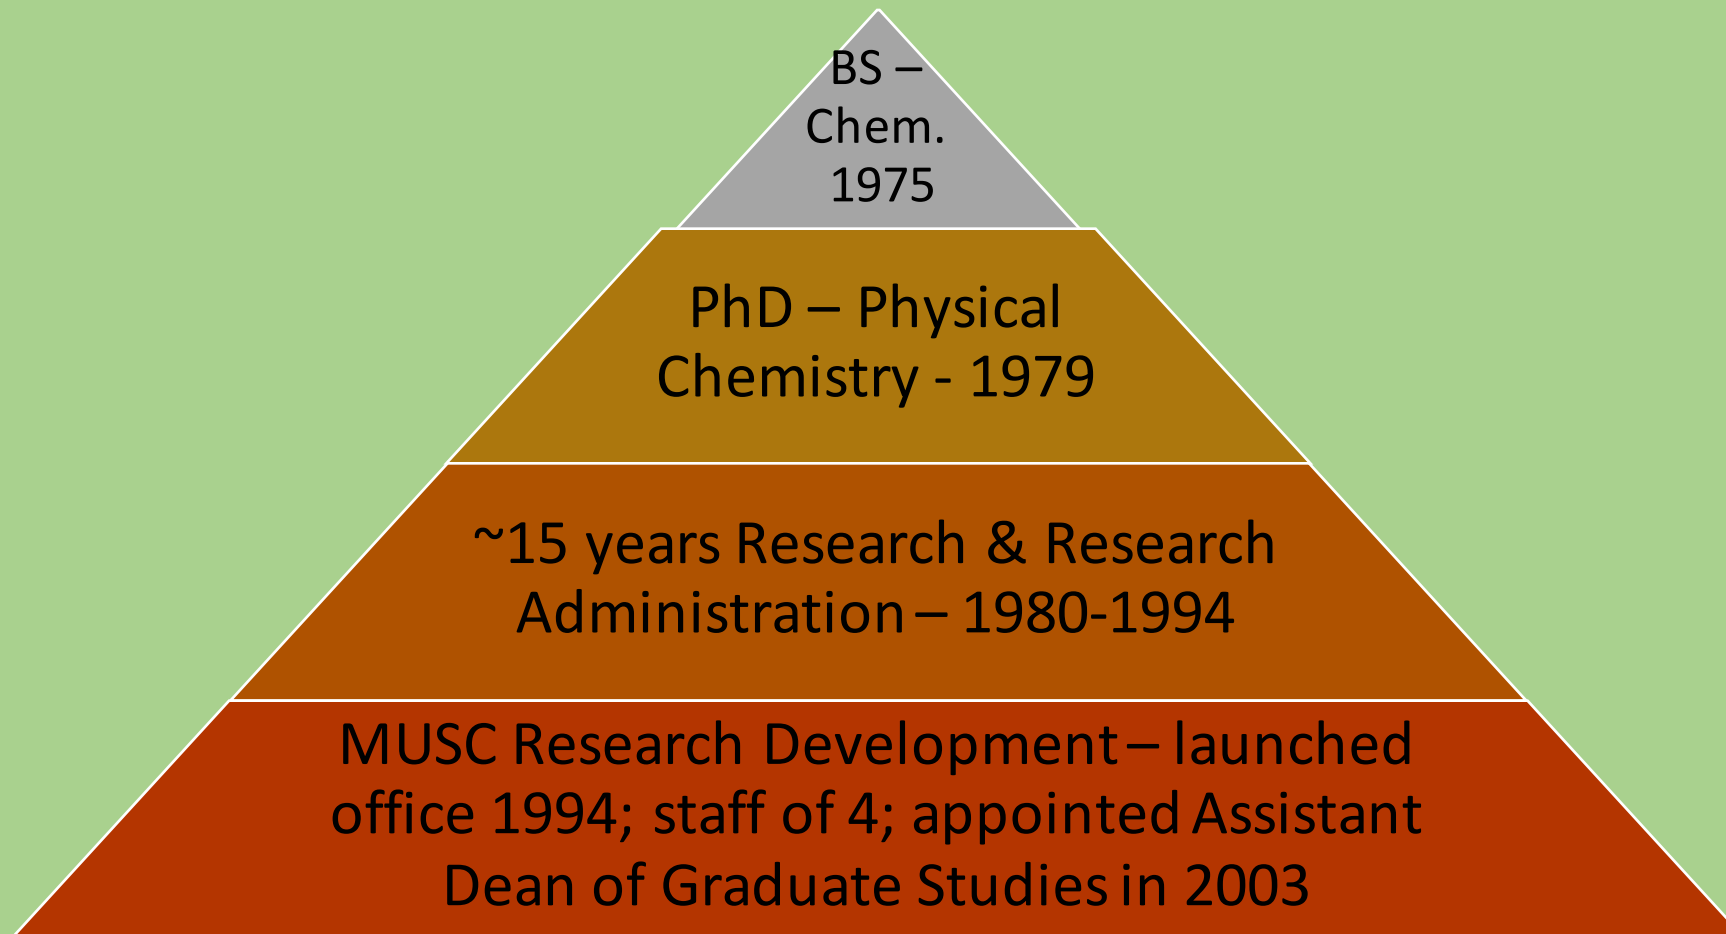 BS –
Chem.
1975
PhD – Physical
Chemistry - 1979
~15 years Research & Research
Administration – 1980-1994
MUSC Research Development – launched
office 1994; staff of 4; appointed Assistant
Dean of Graduate Studies in 2003